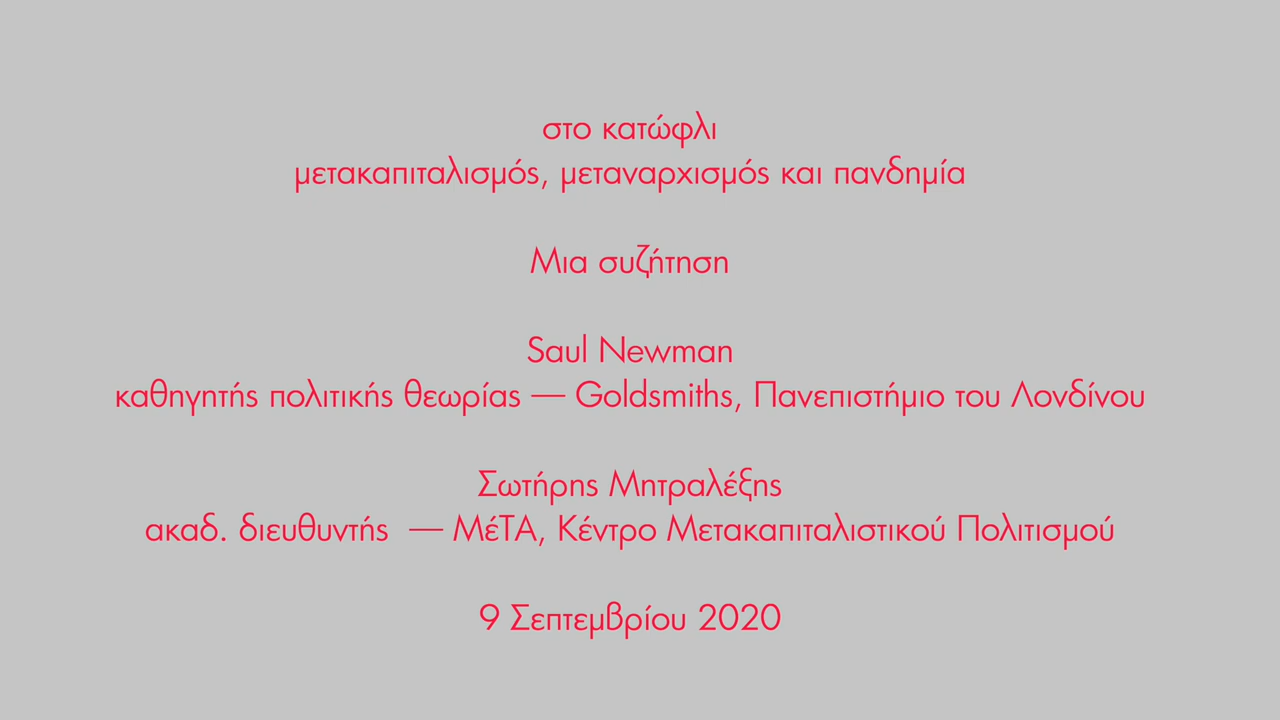 στο κατώφλι
μετακαπιταλισμός, μεταναρχισμός και πανδημία
Μια συζήτηση
Saul Newman
καθηγητής πολιτικής θεωρίας — Goldsmiths, Πανεπιστήμιο του Λονδίνου
Σωτήρης Μητραλέξης
ακαδ. διευθυντής — ΜέΤΑ, Κέντρο Μετακαπιταλιστικού Πολιτισμού
9 Σεπτεμβρίου 2020